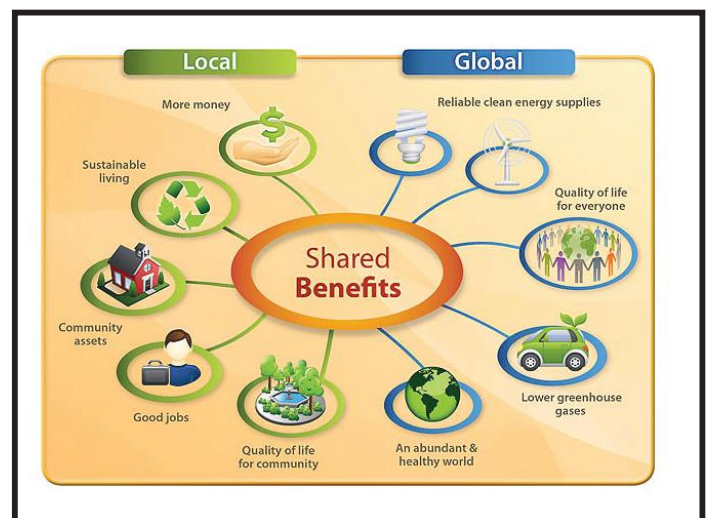 Local
Global
More money
Reliable clean energy supplies
Sustainable
living
Quality of life
for everyone
Shared
Benefits
Community
assets
Good jobs
Lower greenhouse
gases
Quality of life
for community
An abundant &
healthy world